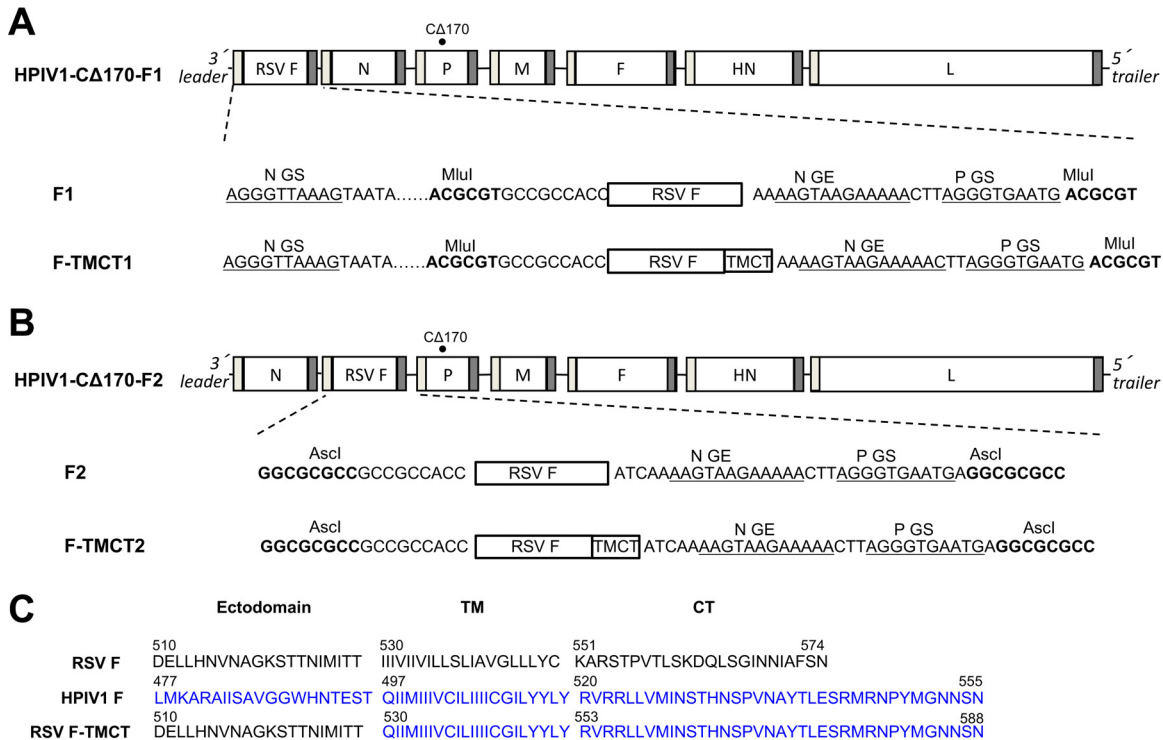 A
CΔ170
HPIV1-CΔ170-F1 3´ leader RSV F N P M F HN L 5´ trailer
N GS MluI N GE P GS MluI
F1 AGGGTTAAAGTAATA......ACGCGTGCCGCCACC RSV F AAAAGTAAGAAAAACTTAGGGTGAATG ACGCGT
N GS MluI N GE P GS MluI
F-TMCT1 AGGGTTAAAGTAATA......ACGCGTGCCGCCACC RSV F TMCT AAAAGTAAGAAAAACTTAGGGTGAATG ACGCGT
B
CΔ170
HPIV1-CΔ170-F2 3´ leader N RSV F P M F HN L 5´ trailer
AscI N GE P GS AscI
F2 GGCGCGCCGCCGCCACC RSV F ATCAAAAGTAAGAAAAACTTAGGGTGAATGAGGCGCGCC
AscI N GE P GS AscI
F-TMCT2 GGCGCGCCGCCGCCACC RSV F TMCT ATCAAAAGTAAGAAAAACTTAGGGTGAATGAGGCGCGCC
C
Ectodomain TM CT
510 530 551 574
RSV F DELLHNVNAGKSTTNIMITT IIIVIIVILLSLIAVGLLLYC KARSTPVTLSKDQLSGINNIAFSN
477 497 520 555
HPIV1 F LMKARAIISAVGGWHNTEST QIIMIIIVCILIIIICGILYYLY RVRRLLVMINSTHNSPVNAYTLESRMRNPYMGNNSN
510 530 553 588
RSV F-TMCT DELLHNVNAGKSTTNIMITT QIIMIIIVCILIIIICGILYYLY RVRRLLVMINSTHNSPVNAYTLESRMRNPYMGNNSN